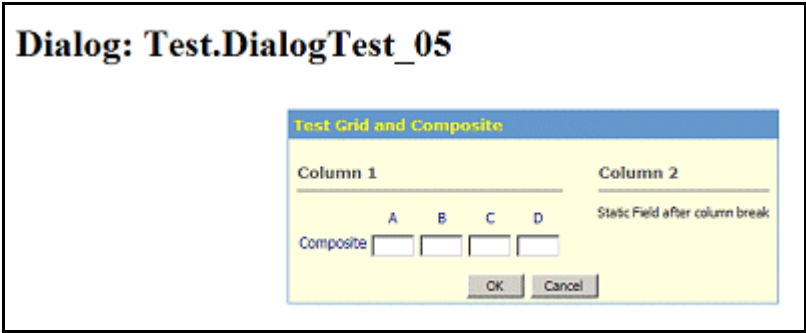 Dialog: Test.DialogTest_05
Test Grid and Composite
Column 1
Column 2
A B C D
Static Field after column break
Composite
OK Cancel